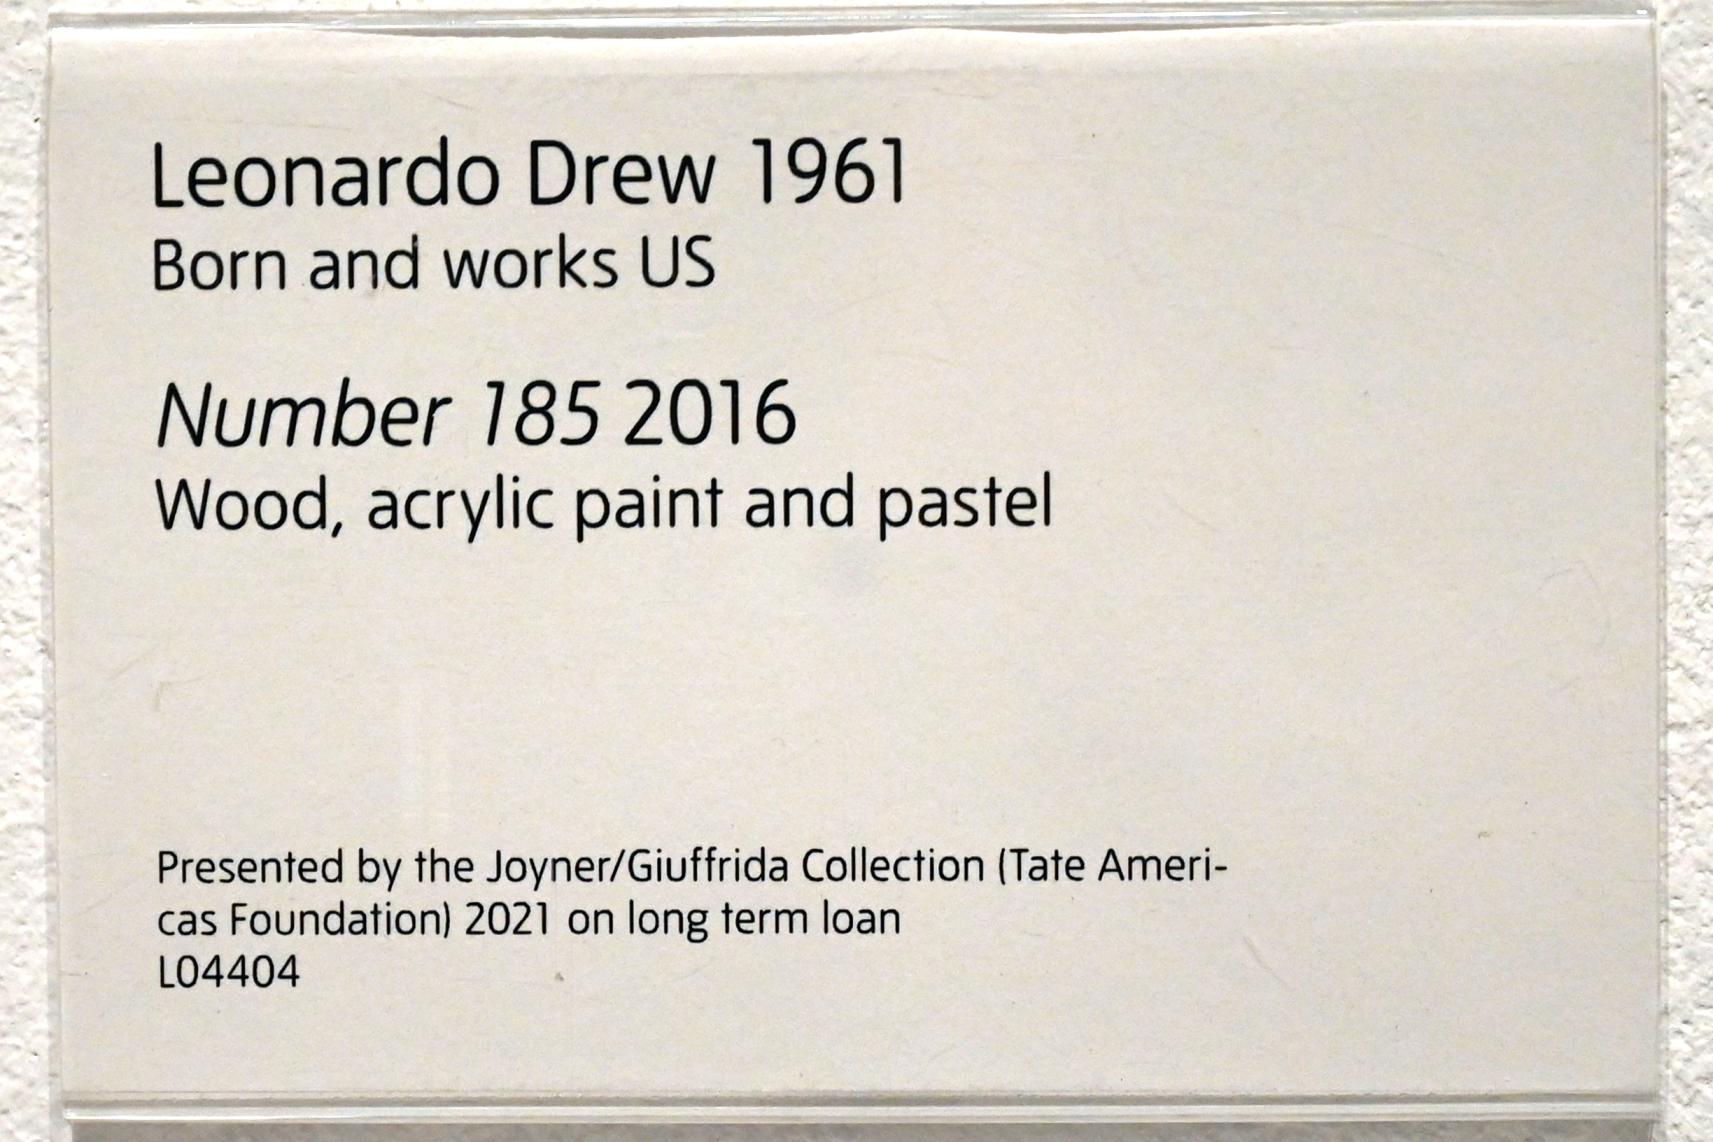 Leonardo Drew 1961
Born and works US
Number 185 2016
Wood, acrylic paint and pastel
Presented by the Joyner/Giuffrida Collection (Tate Ameri-
cas Foundation) 2021 on long term loan
L04404